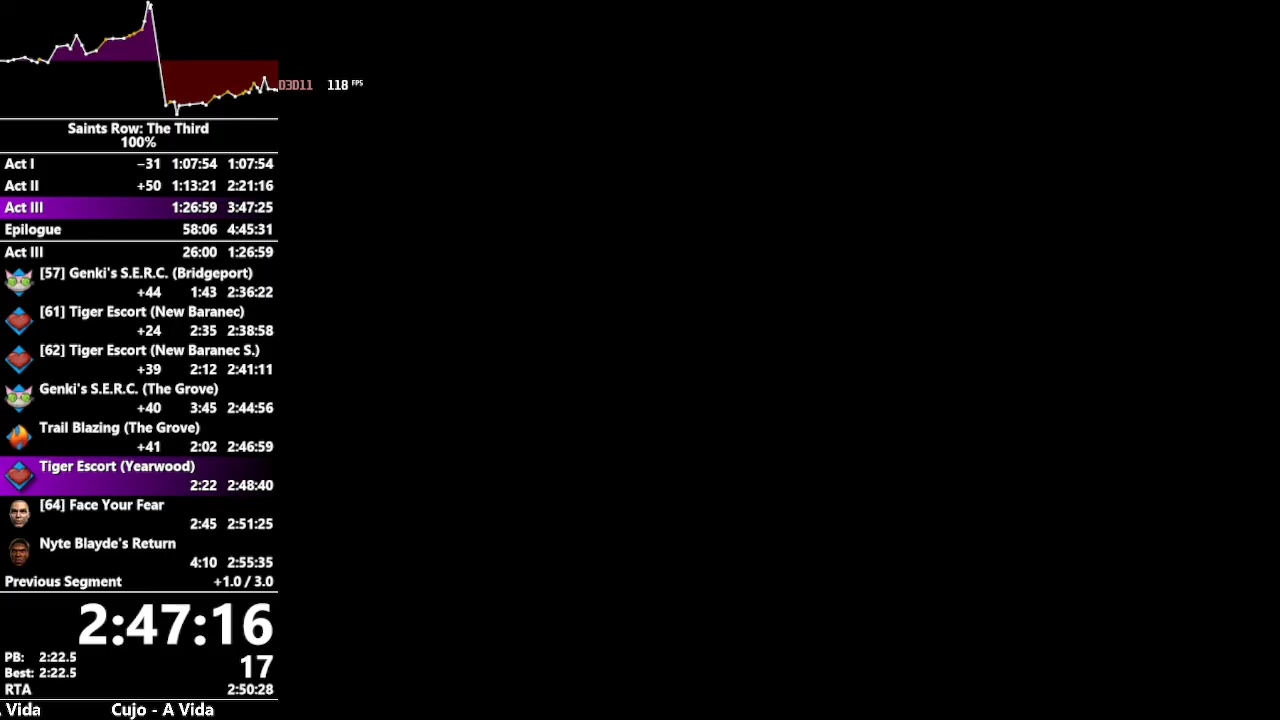 D3D11 118 FPS
Saints Row: The Third
100%
Act I −31 1:07:54 1:07:54
Act II +50 1:13:21 2:21:16
Act III 1:26:59 3:47:25
Epilogue 58:06 4:45:31
Act III 26:00 1:26:59
[57] Genki's S.E.R.C. (Bridgeport)
+44 1:43 2:36:22
[61] Tiger Escort (New Baranec)
+24 2:35 2:38:58
[62] Tiger Escort (New Baranec S.)
+39 2:12 2:41:11
Genki's S.E.R.C. (The Grove)
+40 3:45 2:44:56
Trail Blazing (The Grove)
+41 2:02 2:46:59
Tiger Escort (Yearwood)
2:22 2:48:40
[64] Face Your Fear
2:45 2:51:25
Nyte Blayde's Return
4:10 2:55:35
Previous Segment +1.0 / 3.0
2:47:16
PB: 2:22.5 17
Best: 2:22.5
RTA 2:50:28
Vida Cujo - A Vida